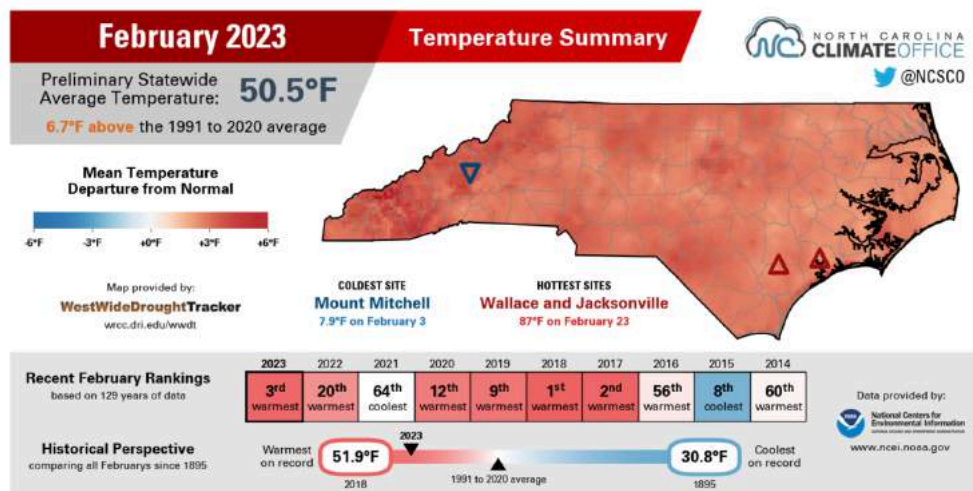 February 2023
Temperature Summary
NORTH CAROLINA
CLIMATE OFFICE
NC
@NCSCO
Preliminary Statewide
Average Temperature:
50.5°F
6.7°F above the 1991 to 2020 average
Mean Temperature
Departure from Normal
-6°F -3°F +0°F +3°F +6°F
Map provided by:
WestWideDroughtTracker
wrcc.dri.edu/wwdt
COLDEST SITE
Mount Mitchell
7.9°F on February 3
HOTTEST SITES
Wallace and Jacksonville
87°F on February 23
Recent February Rankings
based on 129 years of data
2023 2022 2021 2020 2019 2018 2017 2016 2015 2014
3rd 20th 64th 12th 9th 1st 2nd 56th 8th 60th
warmest warmest coolest warmest warmest warmest warmest warmest coolest warmest
Historical Perspective
comparing all Februarys since 1895
Warmest
on record
51.9°F
2018
2023
1991 to 2020 average
30.8°F
1895
Coolest
on record
Data provided by:
NOAA
National Centers for
Environmental Information
www.ncei.noaa.gov